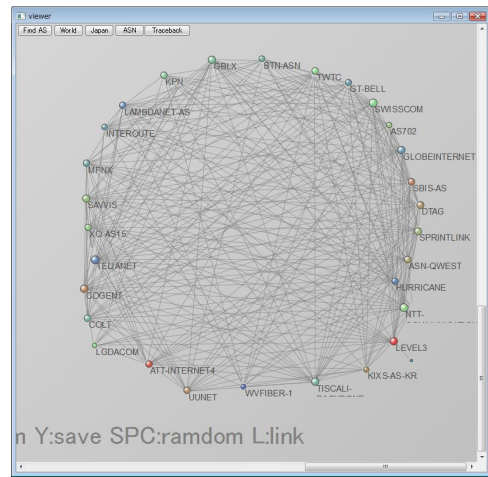 viewer
Find AS World Japan ASN Traceback
GBLX
BTN-ASN
TWTC
KPN
GT-BELL
LAMBDANET-AS
SWISSCOM
AS702
INTEROUTE
GLOBEINTERNET
MFNX
SBIS-AS
SAVVIS
DTAG
XO-AS15
SPRINTLINK
TELIANET
ASN-QWEST
HURRICANE
COGENT
NTT-
COLT
LEVEL3
LGDACOM
ATT-INTERNET4
KIXS-AS-KR
UUNET
WVFIBER-1
TISCALI-
m Y:save SPC:ramdom L:link